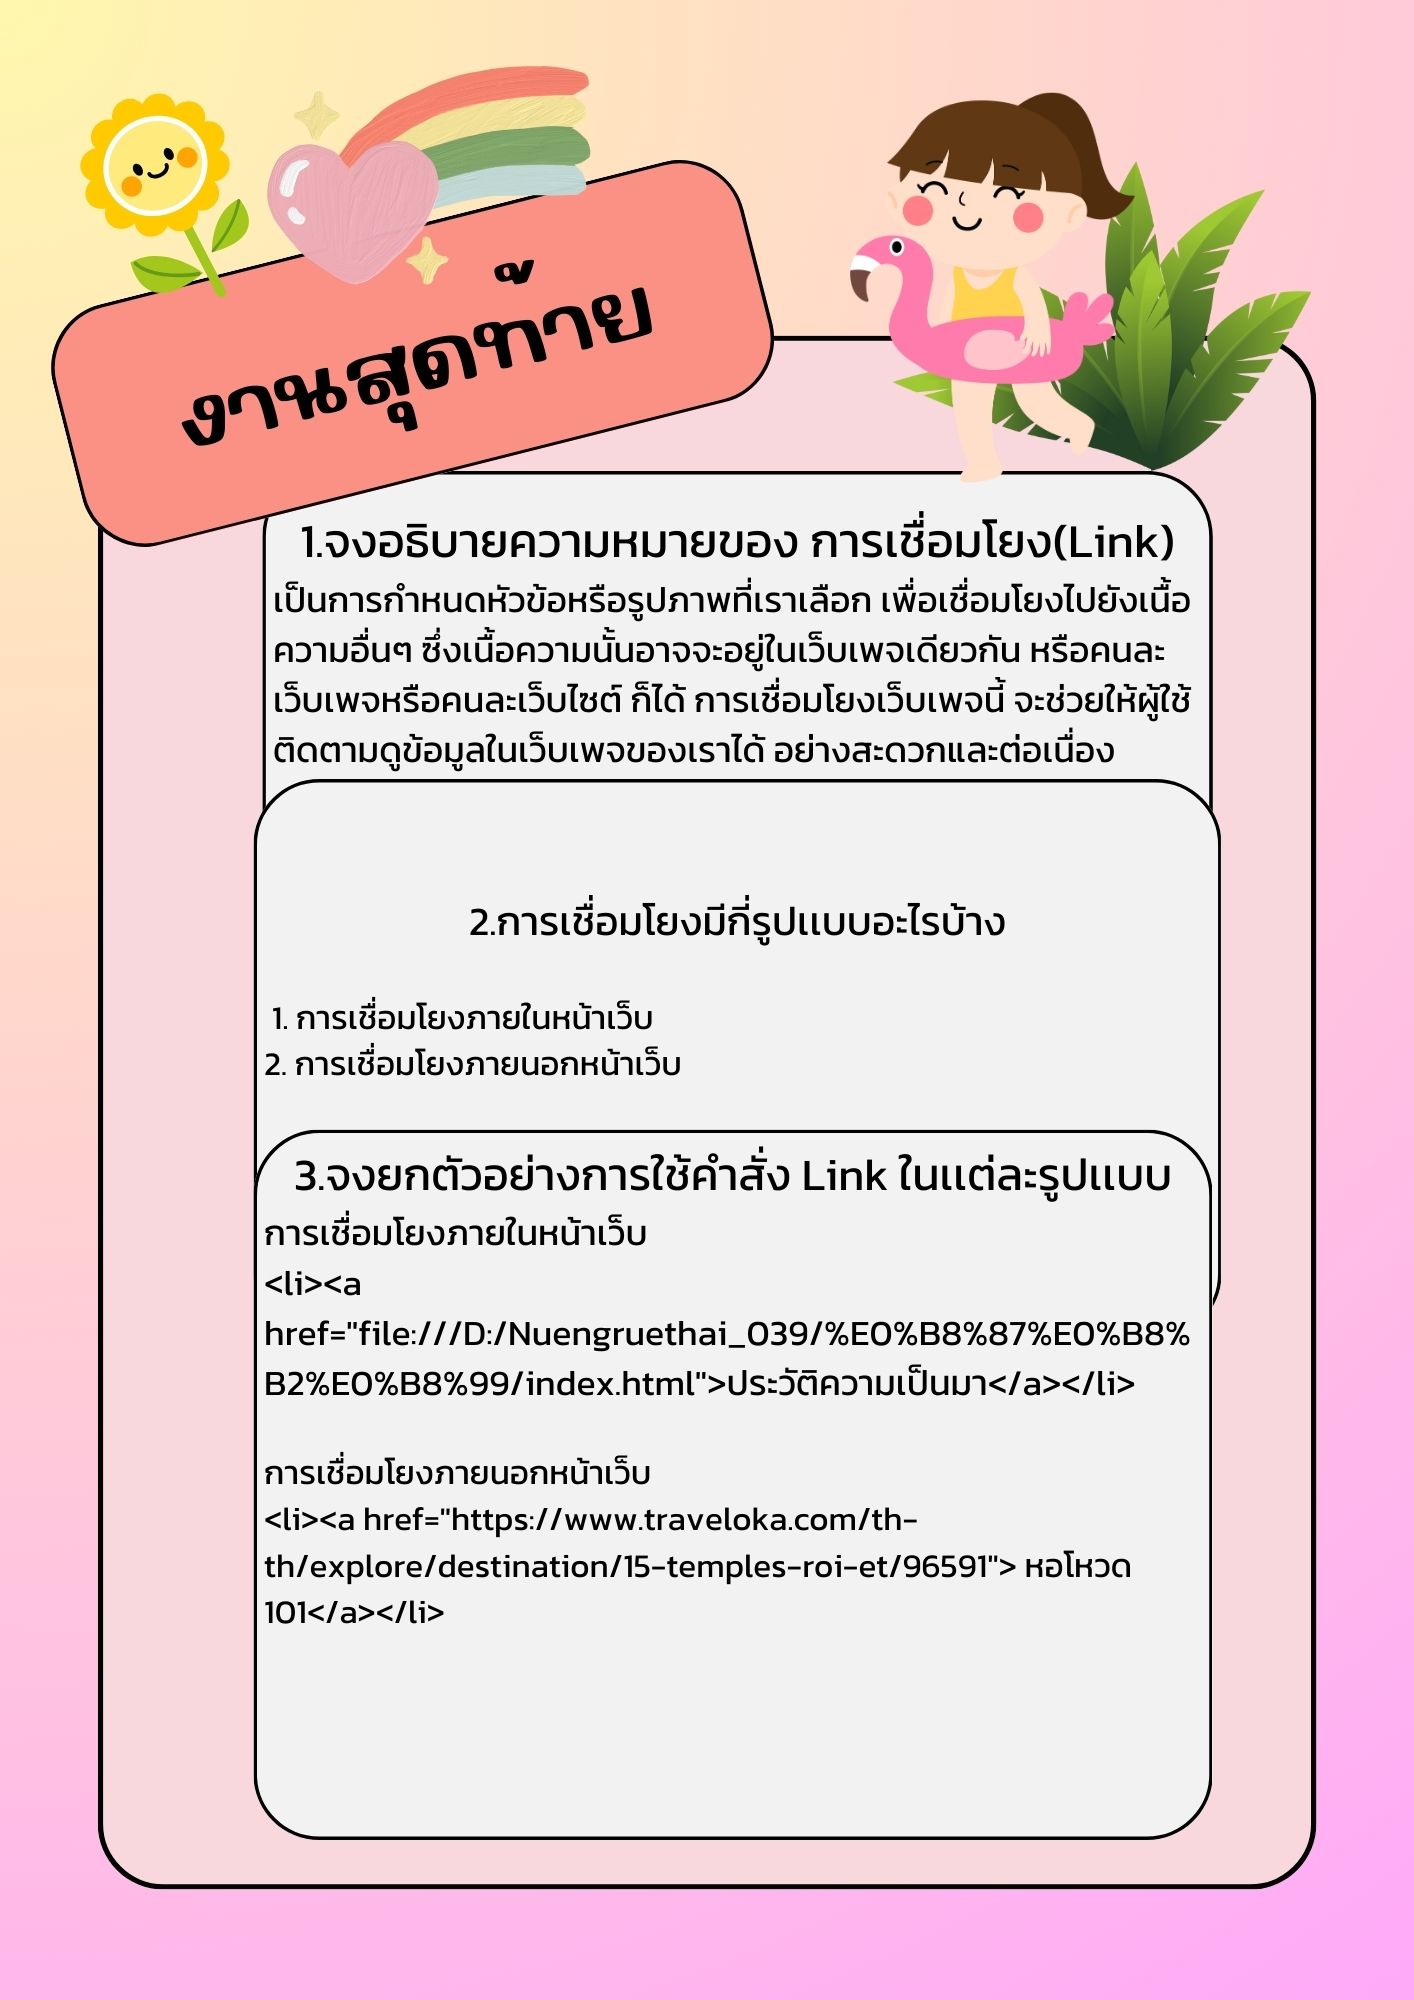 งานสุดท้าย
1.จงอธิบายความหมายของ การเชื่อมโยง(Link)
เป็นการกำหนดหัวข้อหรือรูปภาพที่เราเลือก เพื่อเชื่อมโยงไปยังเนื้อ
ความอื่นๆ ซึ่งเนื้อความนั้นอาจจะอยู่ในเว็บเพจเดียวกัน หรือคนละ
เว็บเพจหรือคนละเว็บไซต์ ก็ได้ การเชื่อมโยงเว็บเพจนี้ จะช่วยให้ผู้ใช้
ติดตามดูข้อมูลในเว็บเพจของเราได้ อย่างสะดวกและต่อเนื่อง
2.การเชื่อมโยงมีกี่รูปแบบอะไรบ้าง
1. การเชื่อมโยงภายในหน้าเว็บ
2. การเชื่อมโยงภายนอกหน้าเว็บ
3.จงยกตัวอย่างการใช้คำสั่ง Link ในแต่ละรูปแบบ
การเชื่อมโยงภายในหน้าเว็บ
<li><a
href="file:///D:/Nuengruethai_039/%E0%B8%87%E0%B8%
B2%E0%B8%99/index.html">ประวัติความเป็นมา</a></li>
การเชื่อมโยงภายนอกหน้าเว็บ
<li><a href="https://www.traveloka.com/th-
th/explore/destination/15-temples-roi-et/96591"> หอโหวด
101</a></li>